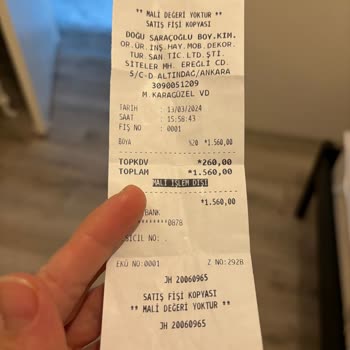 ** MALİ DEĞERİ YOKTUR **
SATIŞ FİŞİ KOPYASI
DOĞU SARAÇOĞLU BOY.KİM.
OR.ÜR.İNŞ.HAY.MOB.DEKOR.
TUR.SAN TİC.LTD.ŞTİ.
SİTELER MH. EREĞLİ CD.
5/C-D ALTINDAĞ/ANKARA
3090051209
M.KARAGÜZEL VD
TARİH : 13/03/2024
SAAT : 15:58:43
FİŞ NO : 0001
BOYA %20 *1.560,00
TOPKDV *260,00
TOPLAM *1.560,00
MALİ İŞLEM DIŞI
*1.560,00
BANK
********0878
SİCİL NO: .
EKÜ NO:0001 Z NO:2928
JH 20060965
SATIŞ FİŞİ KOPYASI
** MALİ DEĞERİ YOKTUR **
JH 20060965